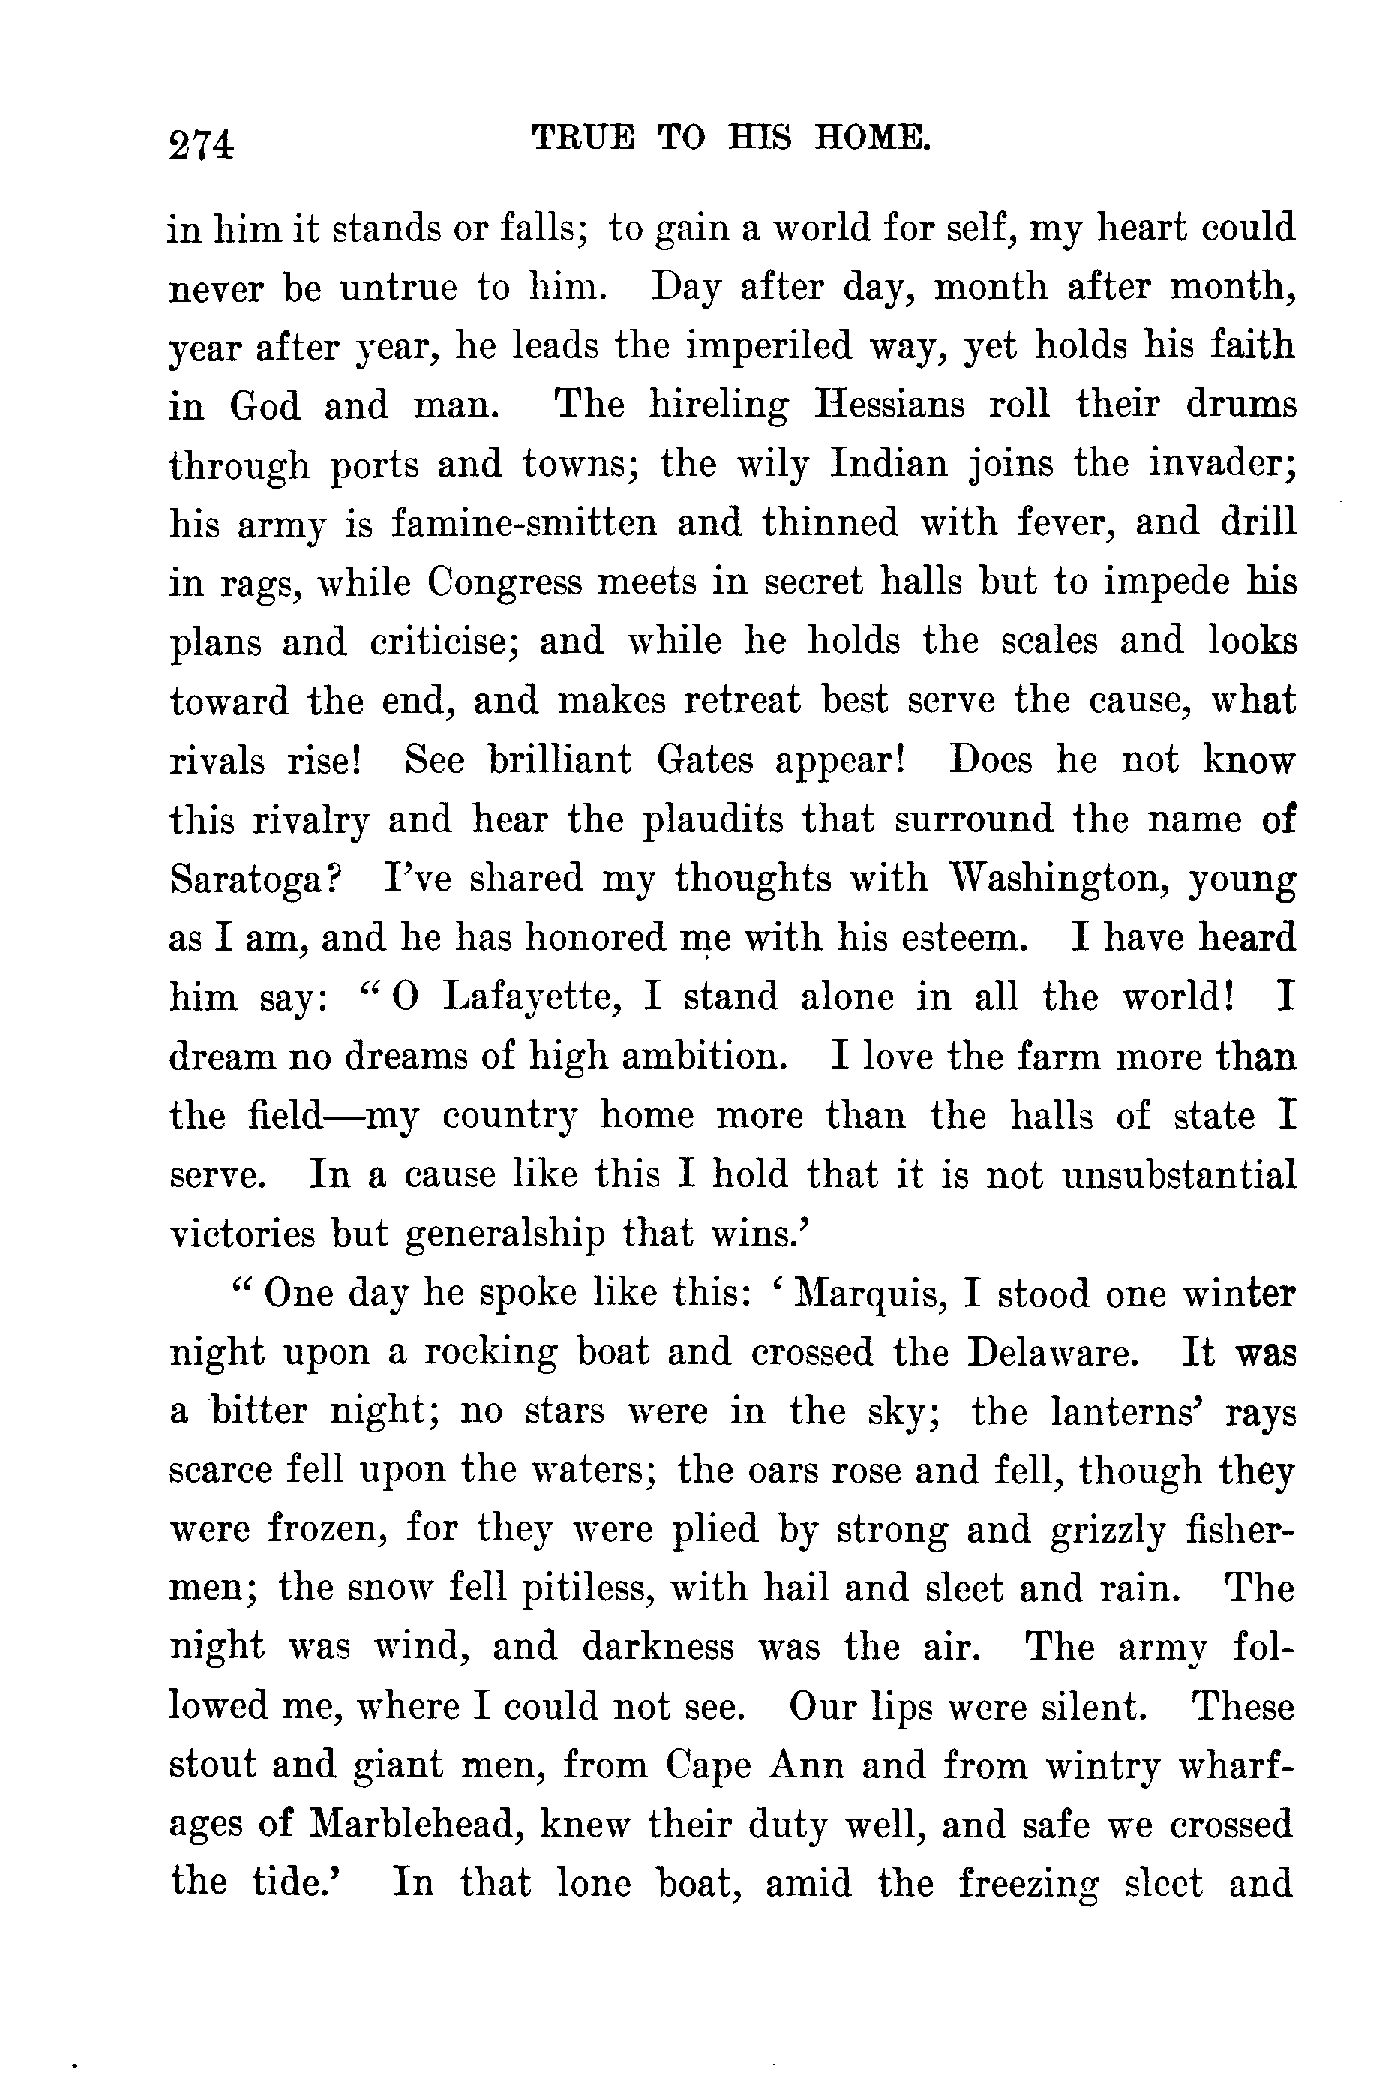 274 TRUE TO HIS HOME.
in him it stands or falls; to gain a world for self, my heart could
never be untrue to him. Day after day, month after month,
year after year, he leads the imperiled way, yet holds his faith
in God and man. The hireling Hessians roll their drums
through ports and towns; the wily Indian joins the invader;
his army is famine-smitten and thinned with fever, and drill
in rags, while Congress meets in secret halls but to impede his
plans and criticise; and while he holds the scales and looks
toward the end, and makes retreat best serve the cause, what
rivals rise! See brilliant Gates appear! Does he not know
this rivalry and hear the plaudits that surround the name of
Saratoga? I've shared my thoughts with Washington, young
as I am, and he has honored me with his esteem. I have heard
him say: “ O Lafayette, I stand alone in all the world! I
dream no dreams of high ambition. I love the farm more than
the field—my country home more than the halls of state I
serve. In a cause like this I hold that it is not unsubstantial
victories but generalship that wins.’
“ One day he spoke like this: ‘ Marquis, I stood one winter
night upon a rocking boat and crossed the Delaware. It was
a bitter night; no stars were in the sky; the lanterns’ rays
scarce fell upon the waters; the oars rose and fell, though they
were frozen, for they were plied by strong and grizzly fisher-
men; the snow fell pitiless, with hail and sleet and rain. The
night was wind, and darkness was the air. The army fol-
lowed me, where I could not see. Our lips were silent. These
stout and giant men, from Cape Ann and from wintry wharf-
ages of Marblehead, knew their duty well, and safe we crossed
the tide.’ In that lone boat, amid the freezing sleet and